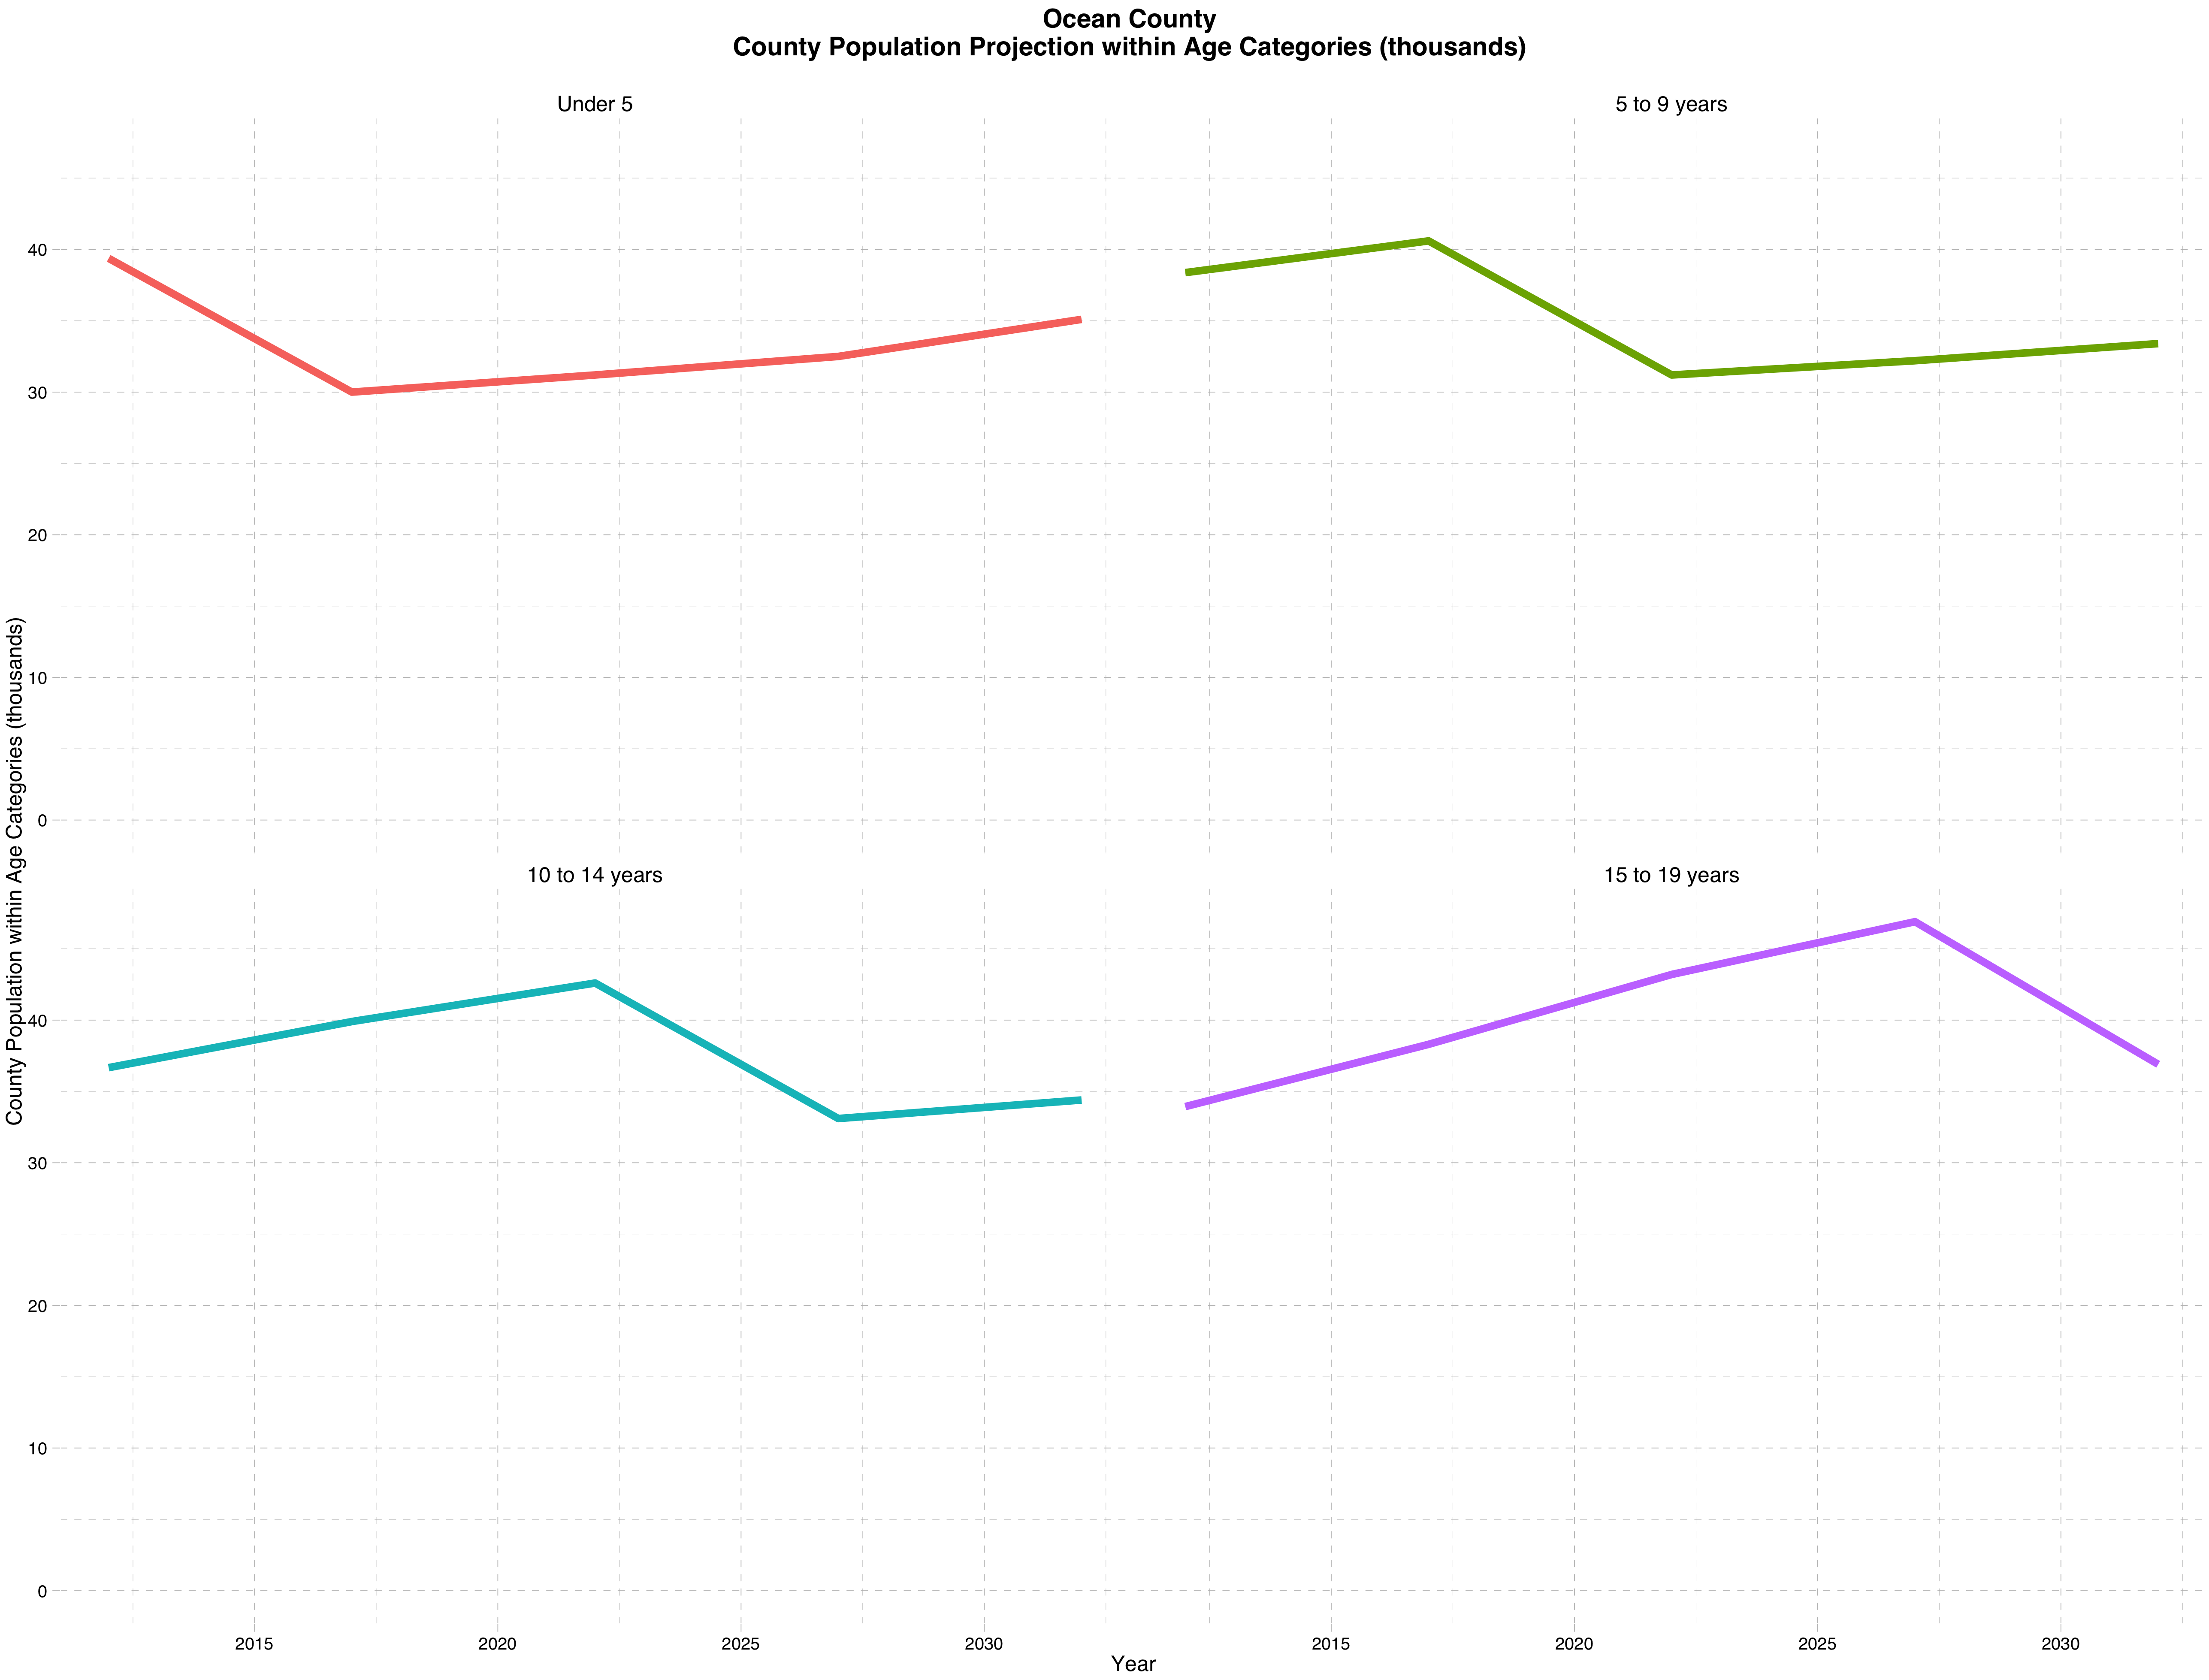 Ocean County
County Population Projection within Age Categories (thousands)
Under 5
5 to 9 years
40
30
20
10
0
10 to 14 years
15 to 19 years
40
30
20
10
0
County Population within Age Categories (thousands)
2015
2020
2025
2030
2015
2020
2025
2030
Year